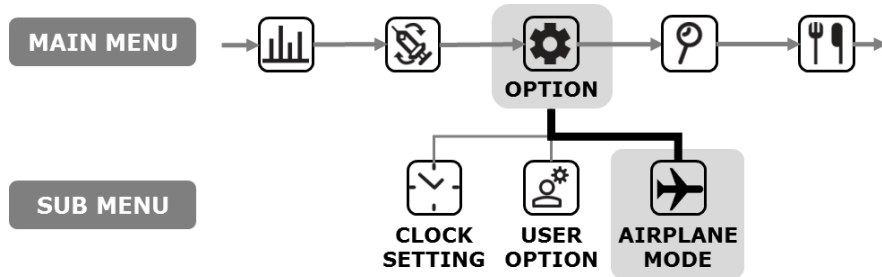 MAIN MENU
OPTION
SUB MENU
CLOCK SETTING
USER OPTION
AIRPLANE MODE